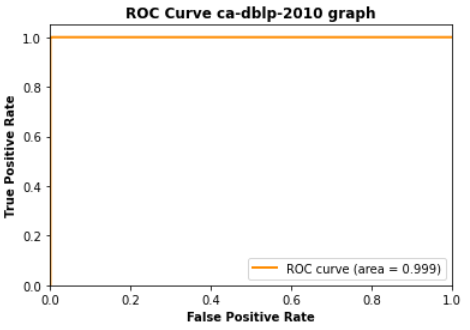 ROC Curve ca-dblp-2010 graph
True Positive Rate
1.0
0.8
0.6
0.4
0.2
0.0
ROC curve (area = 0.999)
0.0 0.2 0.4 0.6 0.8 1.0
False Positive Rate